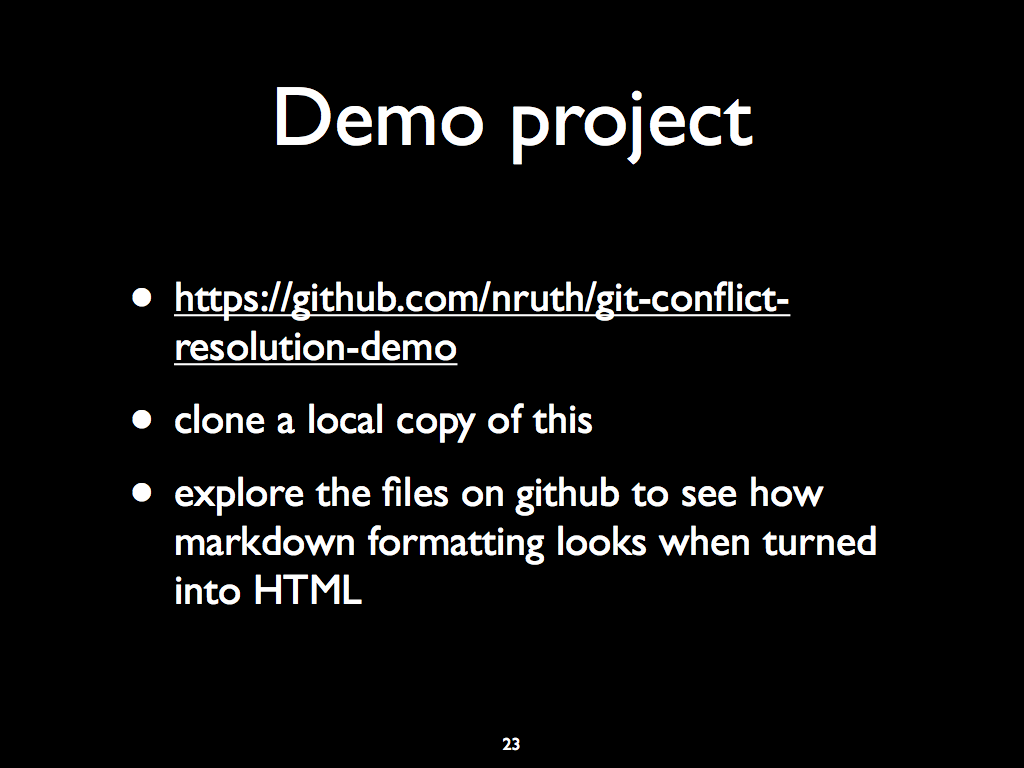 Demo project
• https://github.com/nruth/git-conflict-
resolution-demo
• clone a local copy of this
• explore the files on github to see how
markdown formatting looks when turned
into HTML
23